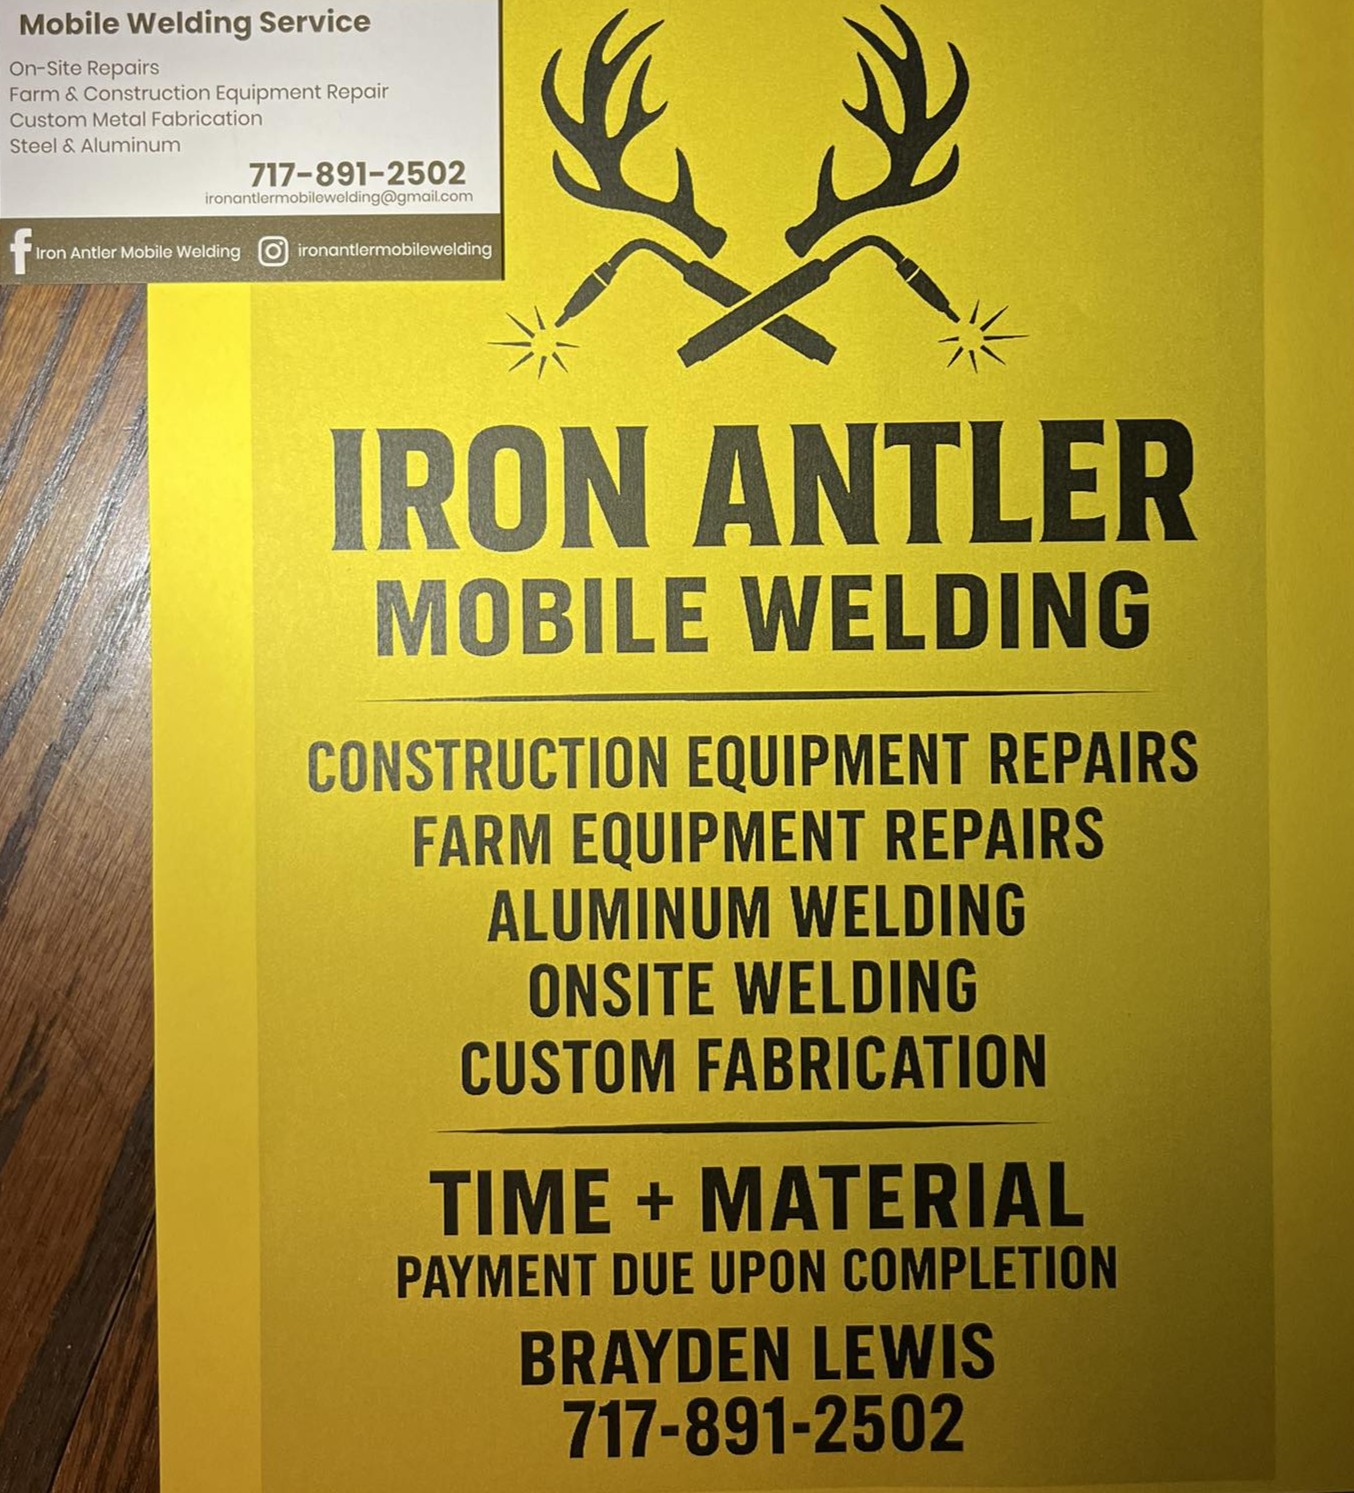 Mobile Welding Service
On-Site Repairs
Farm & Construction Equipment Repair
Custom Metal Fabrication
Steel & Aluminum
717-891-2502
ironantlermobilewelding@gmail.com
f Iron Antler Mobile Welding ironantlermobilewelding
IRON ANTLER
MOBILE WELDING
CONSTRUCTION EQUIPMENT REPAIRS
FARM EQUIPMENT REPAIRS
ALUMINUM WELDING
ONSITE WELDING
CUSTOM FABRICATION
TIME + MATERIAL
PAYMENT DUE UPON COMPLETION
BRAYDEN LEWIS
717-891-2502